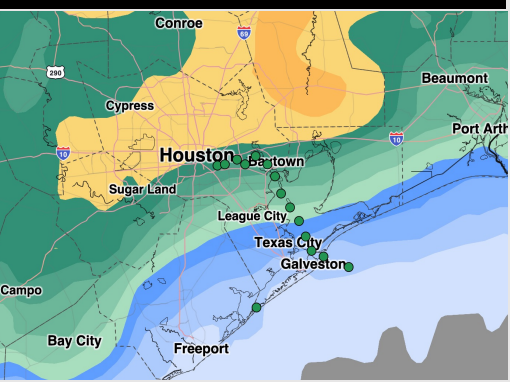 Conroe
69
290
Beaumont
Cypress
Port Arth
10
10
Houston
Baytown
Sugar Land
League City
Texas City
Galveston
Campo
Bay City
Freeport